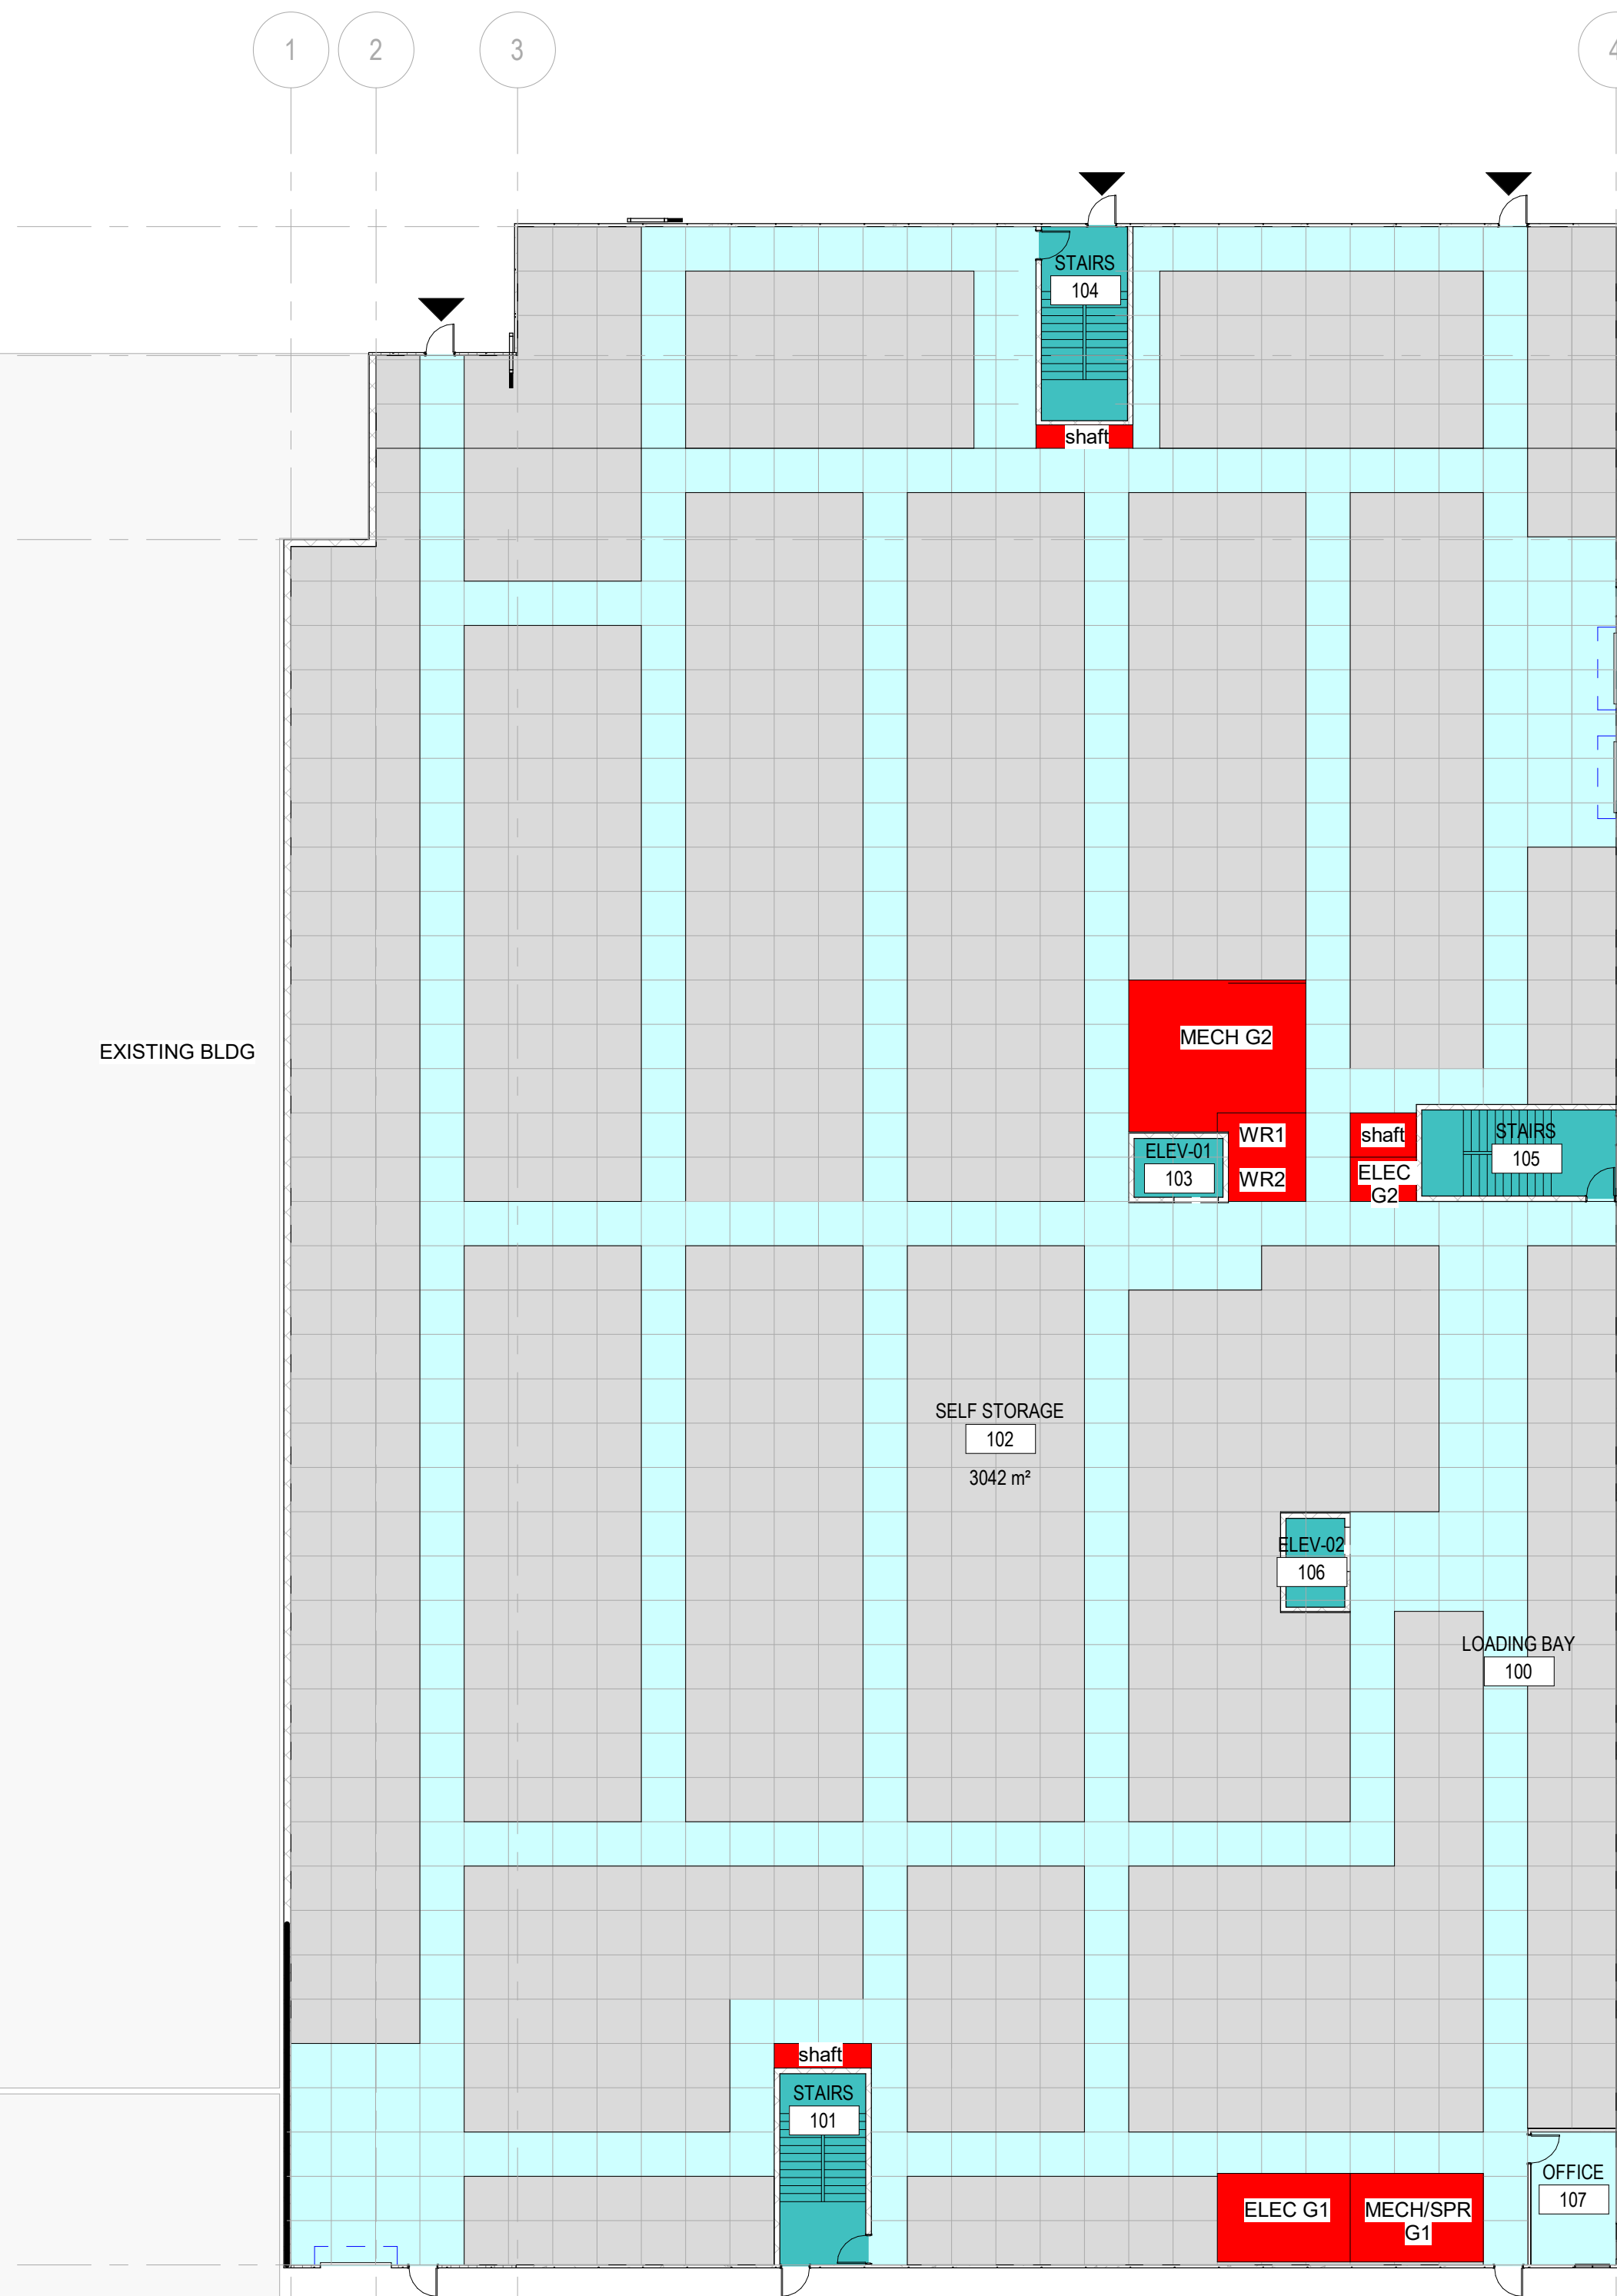 1
2
3
4
STAIRS
104
shaft
MECH G2
EXISTING BLDG
WR1
shaft
STAIRS
ELEV-01
105
103
WR2
ELEC
G2
SELF STORAGE
102
3042 m²
ELEV-02
106
LOADING BAY
100
shaft
STAIRS
101
OFFICE
107
ELEC G1
MECH/SPR
G1